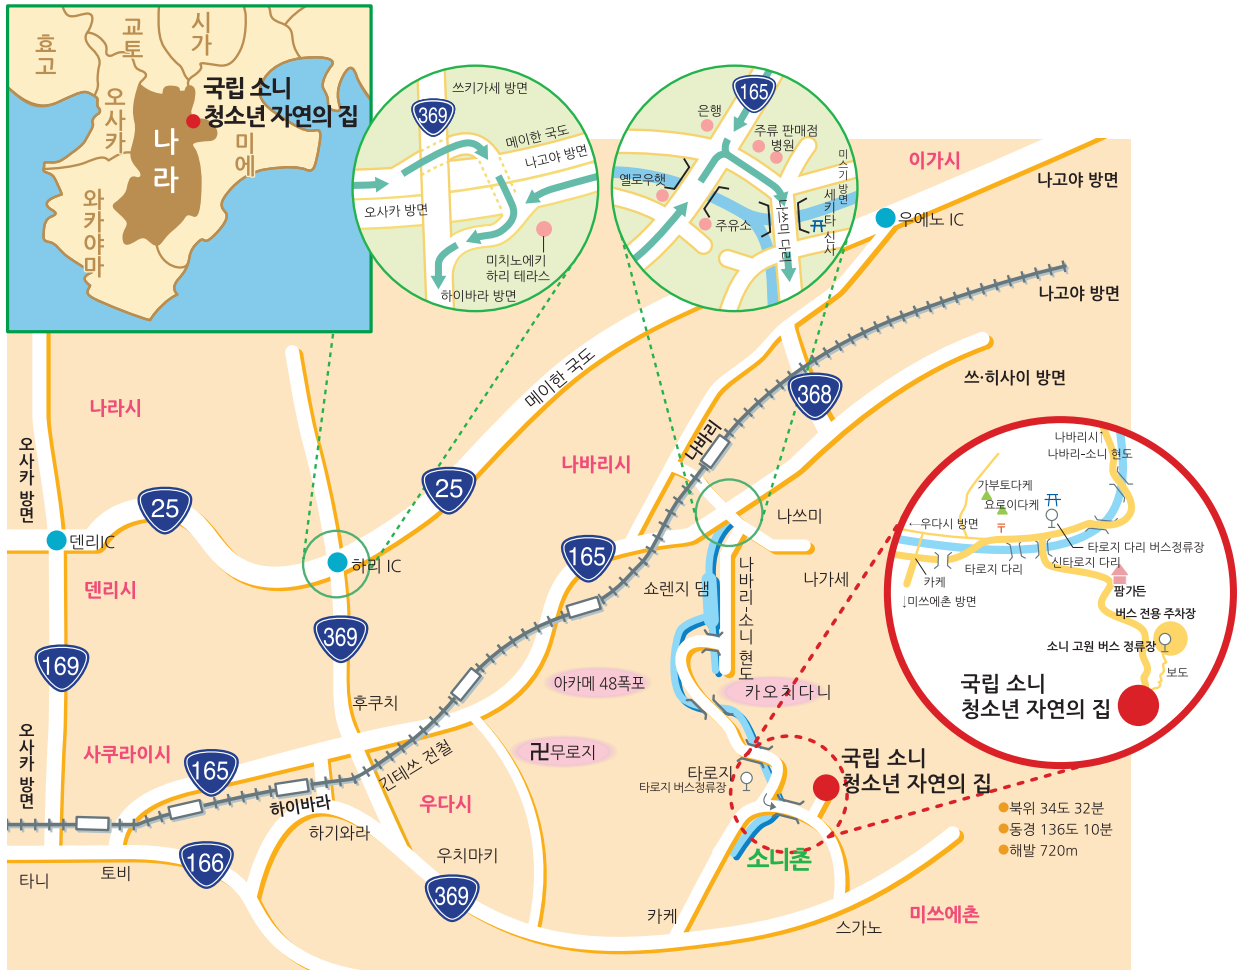 효고
교토
시가
오사카
나라
미에
와카야마
국립 소니
청소년 자연의 집
쓰키가세 방면
369
메이한 국도
나고야 방면
오사카 방면
미치노에키
하리 테라스
하이바라 방면
165
은행
주류 판매점
병원
미스기 방면
옐로우햇
세키타 신사
주유소
나쓰미 다리
이가시
나고야 방면
우에노 IC
나고야 방면
메이한 국도
368
쓰·히사이 방면
나라시
오사카 방면
나바리
나바리시
25
25
덴리IC
하리 IC
165
나쓰미
덴리시
쇼렌지 댐
나바리-소니 현도
나가세
369
169
아카메 48폭포
카오치다니
후쿠치
오사카 방면
사쿠라이시
165
卍무로지
긴테쓰 전철
하이바라
우다시
타로지
타로지 버스정류장
국립 소니
청소년 자연의 집
하기와라
우치마키
소니촌
166
타니
토비
369
카케
스가노
미쓰에촌
북위 34도 32분
동경 136도 10분
해발 720m
나바리시↑
나바리-소니 현도
가부토다케
요로이다케
←우다시 방면
타로지 다리 버스정류장
신타로지 다리
타로지 다리
카케
↓미쓰에촌 방면
팜가든
버스 전용 주차장
소니 고원 버스 정류장
보도
국립 소니
청소년 자연의 집